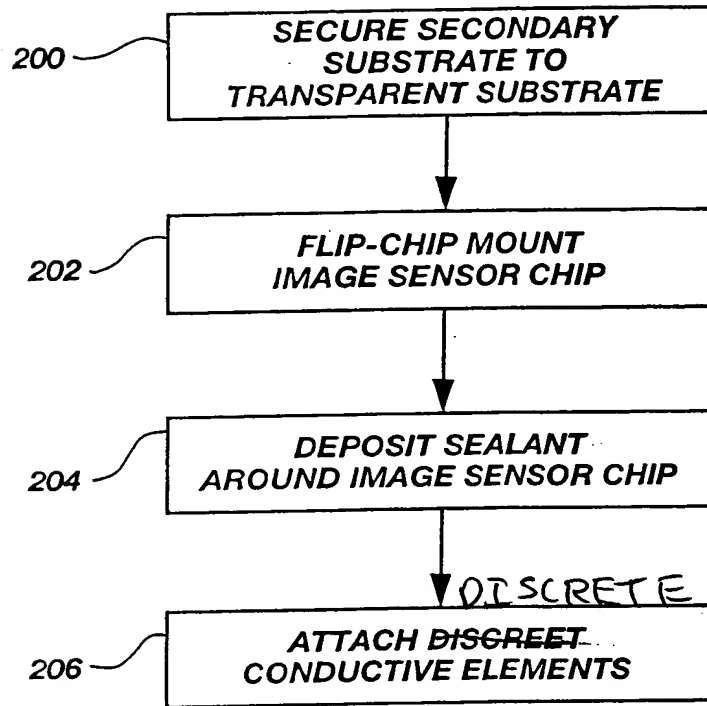 200
SECURE SECONDARY
SUBSTRATE TO
TRANSPARENT SUBSTRATE
202
FLIP-CHIP MOUNT
IMAGE SENSOR CHIP
204
DEPOSIT SEALANT
AROUND IMAGE SENSOR CHIP
DISCRETE
206
ATTACH DISCREET
CONDUCTIVE ELEMENTS